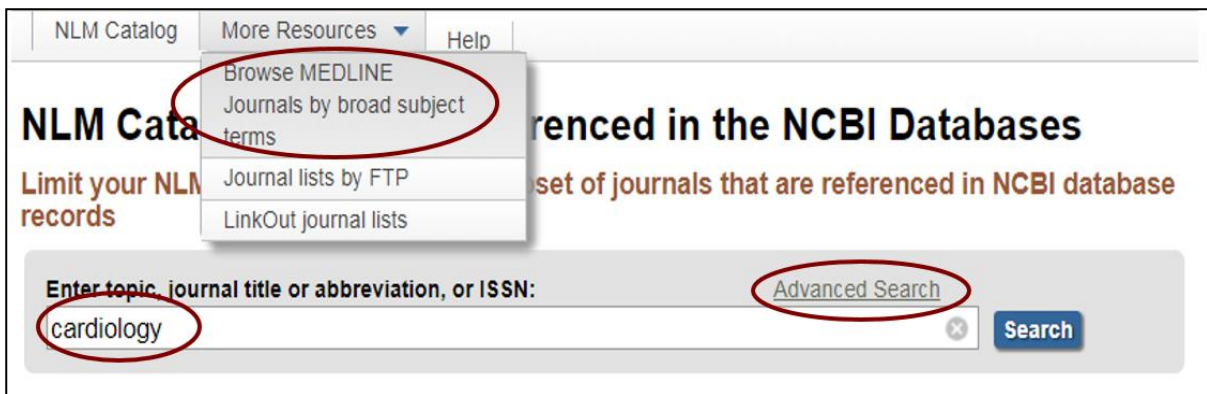 NLM Catalog More Resources Help
Browse MEDLINE
Journals by broad subject
terms
Journal lists by FTP
LinkOut journal lists
NLM Cata renced in the NCBI Databases
Limit your NLM set of journals that are referenced in NCBI database
records
Enter topic, journal title or abbreviation, or ISSN: Advanced Search
cardiology Search